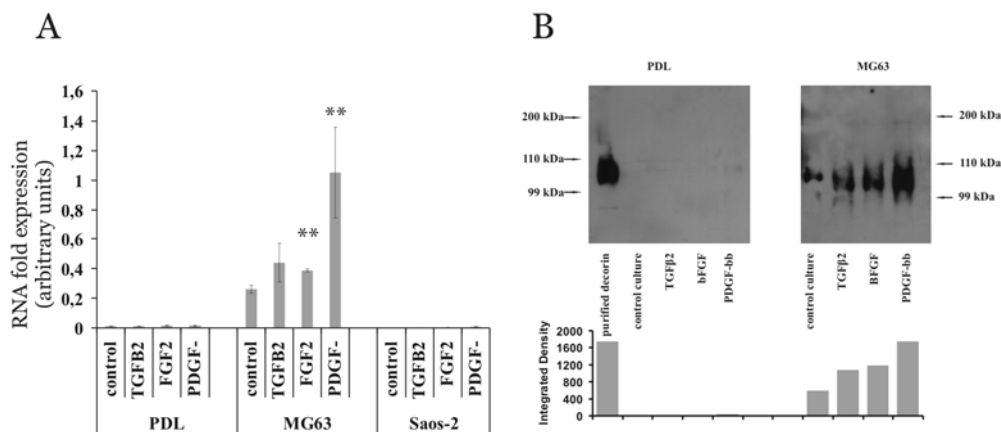 A
RNA fold expression
(arbitrary units)
1,6
1,4
1,2
1
0,8
0,6
0,4
0,2
0
**
**
control
TGFB2
FGF2
PDGF-
control
TGFB2
FGF2
PDGF-
control
TGFB2
FGF2
PDGF-
PDL
MG63
Saos-2
B
PDL
MG63
200 kDa
110 kDa
99 kDa
200 kDa
110 kDa
99 kDa
purified decorin
control culture
TGFβ2
bFGF
PDGF-bb
control culture
TGFβ2
BFGF
PDGF-bb
Integrated Density
2000
1600
1200
800
400
0